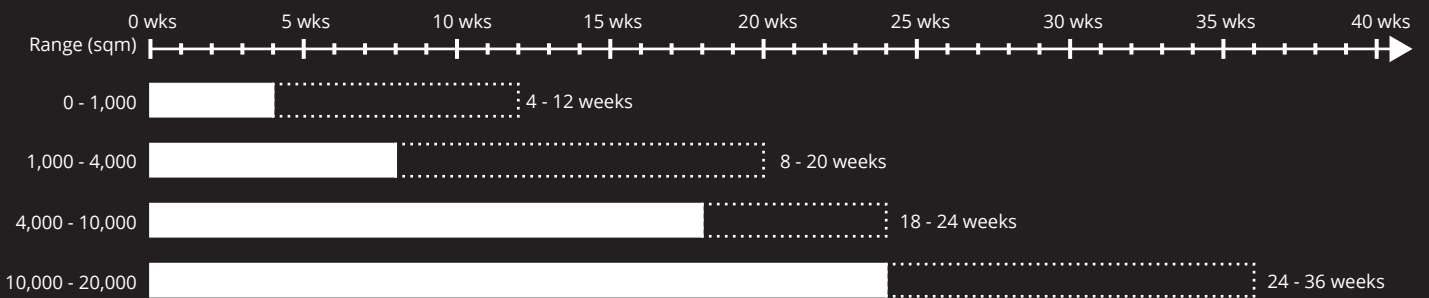 0 wks 5 wks 10 wks 15 wks 20 wks 25 wks 30 wks 35 wks 40 wks
Range (sqm)
0 - 1,000 4 - 12 weeks
1,000 - 4,000 8 - 20 weeks
4,000 - 10,000 18 - 24 weeks
10,000 - 20,000 24 - 36 weeks